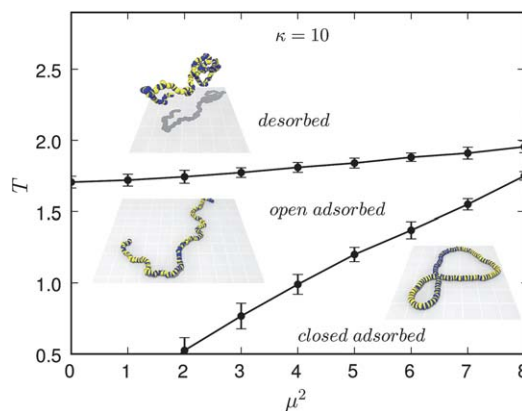 κ = 10
2.5
desorbed
2.0
T
open adsorbed
1.5
1.0
closed adsorbed
0.5
0 1 2 3 4 5 6 7 8
μ²